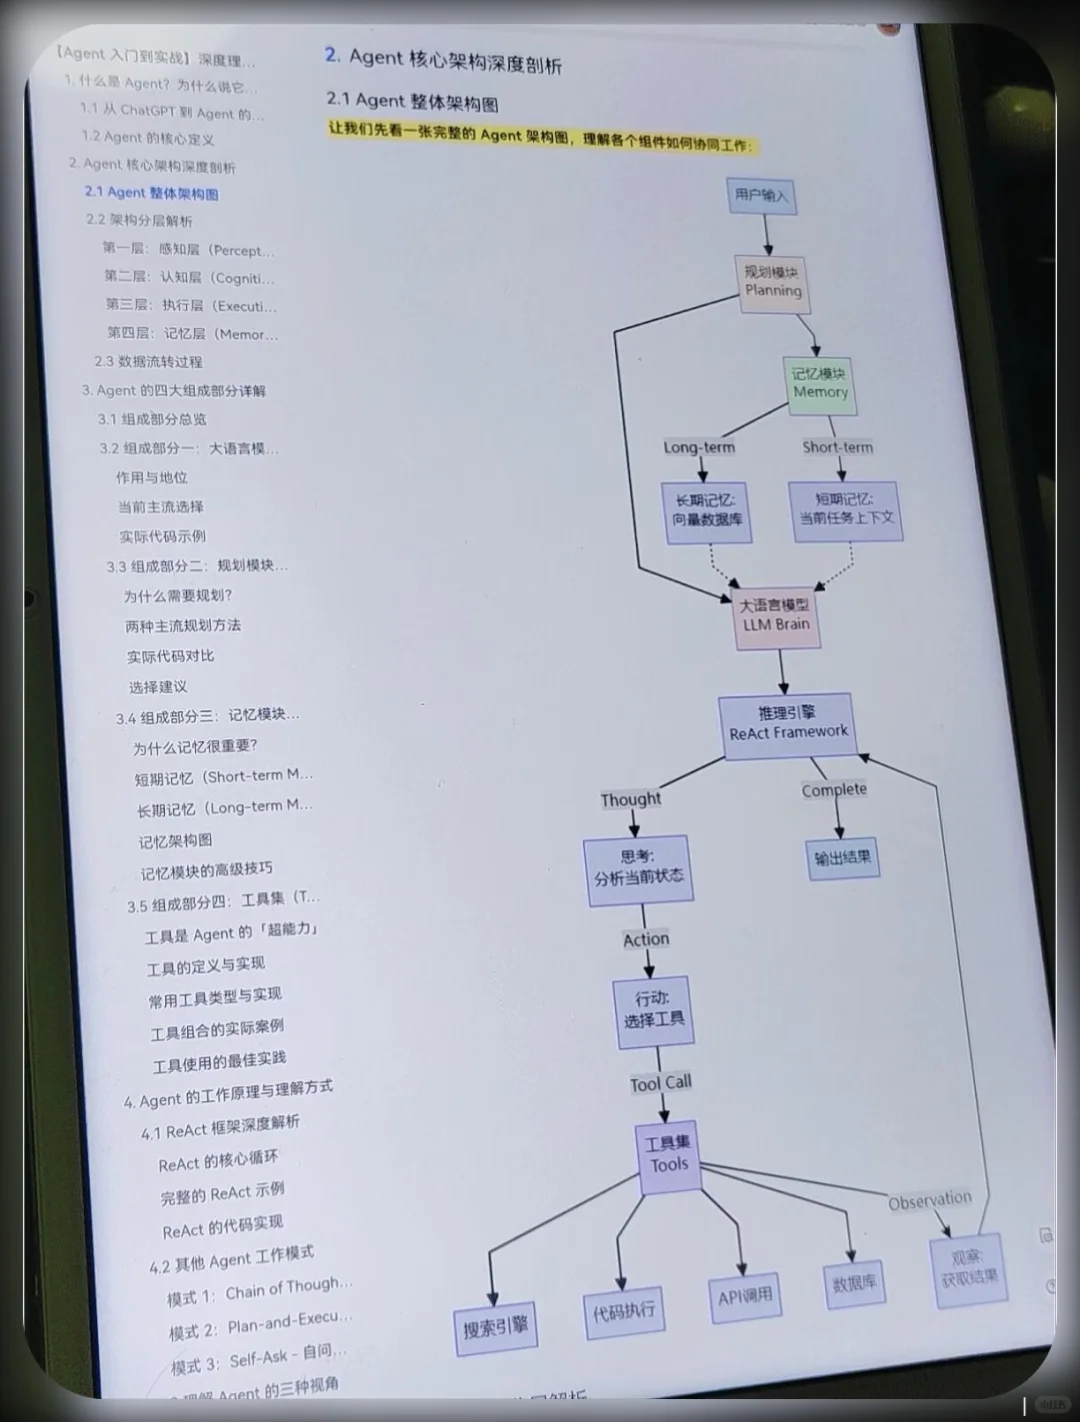 【Agent 入门到实战】深度理...
1. 什么是 Agent？为什么说它...
1.1 从 ChatGPT 到 Agent 的...
1.2 Agent 的核心定义
2. Agent 核心架构深度剖析
2.1 Agent 整体架构图
2.2 架构分层解析
第一层：感知层（Percept...
第二层：认知层（Cogniti...
第三层：执行层（Executi...
第四层：记忆层（Memor...
2.3 数据流转过程
3. Agent 的四大组成部分详解
3.1 组成部分总览
3.2 组成部分一：大语言模...
作用与地位
当前主流选择
实际代码示例
3.3 组成部分二：规划模块...
为什么需要规划？
两种主流规划方法
实际代码对比
选择建议
3.4 组成部分三：记忆模块...
为什么记忆很重要？
短期记忆（Short-term M...
长期记忆（Long-term M...
记忆架构图
记忆模块的高级技巧
3.5 组成部分四：工具集（T...
工具是 Agent 的「超能力」
工具的定义与实现
常用工具类型与实现
工具组合的实际案例
工具使用的最佳实践
4. Agent 的工作原理与理解方式
4.1 ReAct 框架深度解析
ReAct 的核心循环
完整的 ReAct 示例
ReAct 的代码实现
4.2 其他 Agent 工作模式
模式 1：Chain of Though...
模式 2：Plan-and-Execu...
模式 3：Self-Ask - 自问...
理解 Agent 的三种视角
2. Agent 核心架构深度剖析
2.1 Agent 整体架构图
让我们先看一张完整的 Agent 架构图，理解各个组件如何协同工作：
用户输入
规划模块
Planning
记忆模块
Memory
Long-term
Short-term
长期记忆:
向量数据库
短期记忆:
当前任务上下文
大语言模型
LLM Brain
推理引擎
ReAct Framework
Thought
Complete
思考:
分析当前状态
输出结果
Action
行动:
选择工具
Tool Call
工具集
Tools
Observation
搜索引擎
代码执行
API调用
数据库
观察:
获取结果
小红书